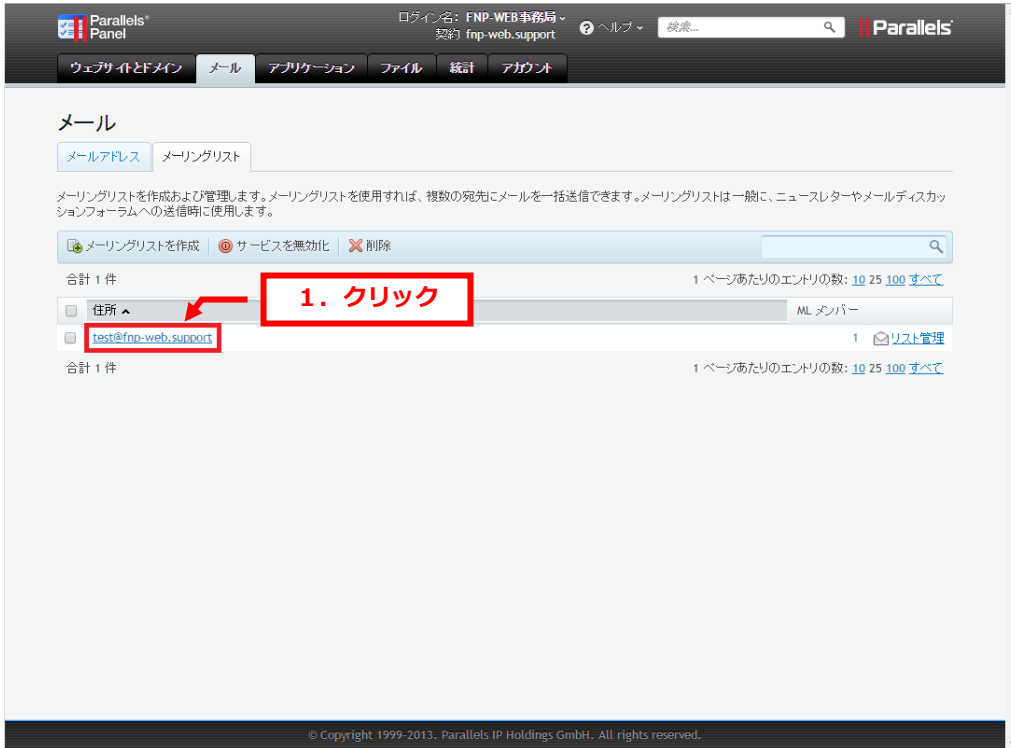 Parallels®
Panel
ログイン名: FNP-WEB事務局
契約 fnp-web.support
ヘルプ
検索...
Parallels®
ウェブサイトとドメイン メール アプリケーション ファイル 統計 アカウント
メール
メールアドレス メーリングリスト
メーリングリストを作成および管理します。メーリングリストを使用すれば、複数の宛先にメールを一括送信できます。メーリングリストは一般に、ニュースレターやメールディスカッ
ションフォーラムへの送信時に使用します。
メーリングリストを作成 サービスを無効化 削除
合計 1 件 1 ページあたりのエントリの数: 10 25 100 すべて
1．クリック
住所 ML メンバー
test@fnp-web.support 1 リスト管理
合計 1 件 1 ページあたりのエントリの数: 10 25 100 すべて
© Copyright 1999-2013. Parallels IP Holdings GmbH. All rights reserved.